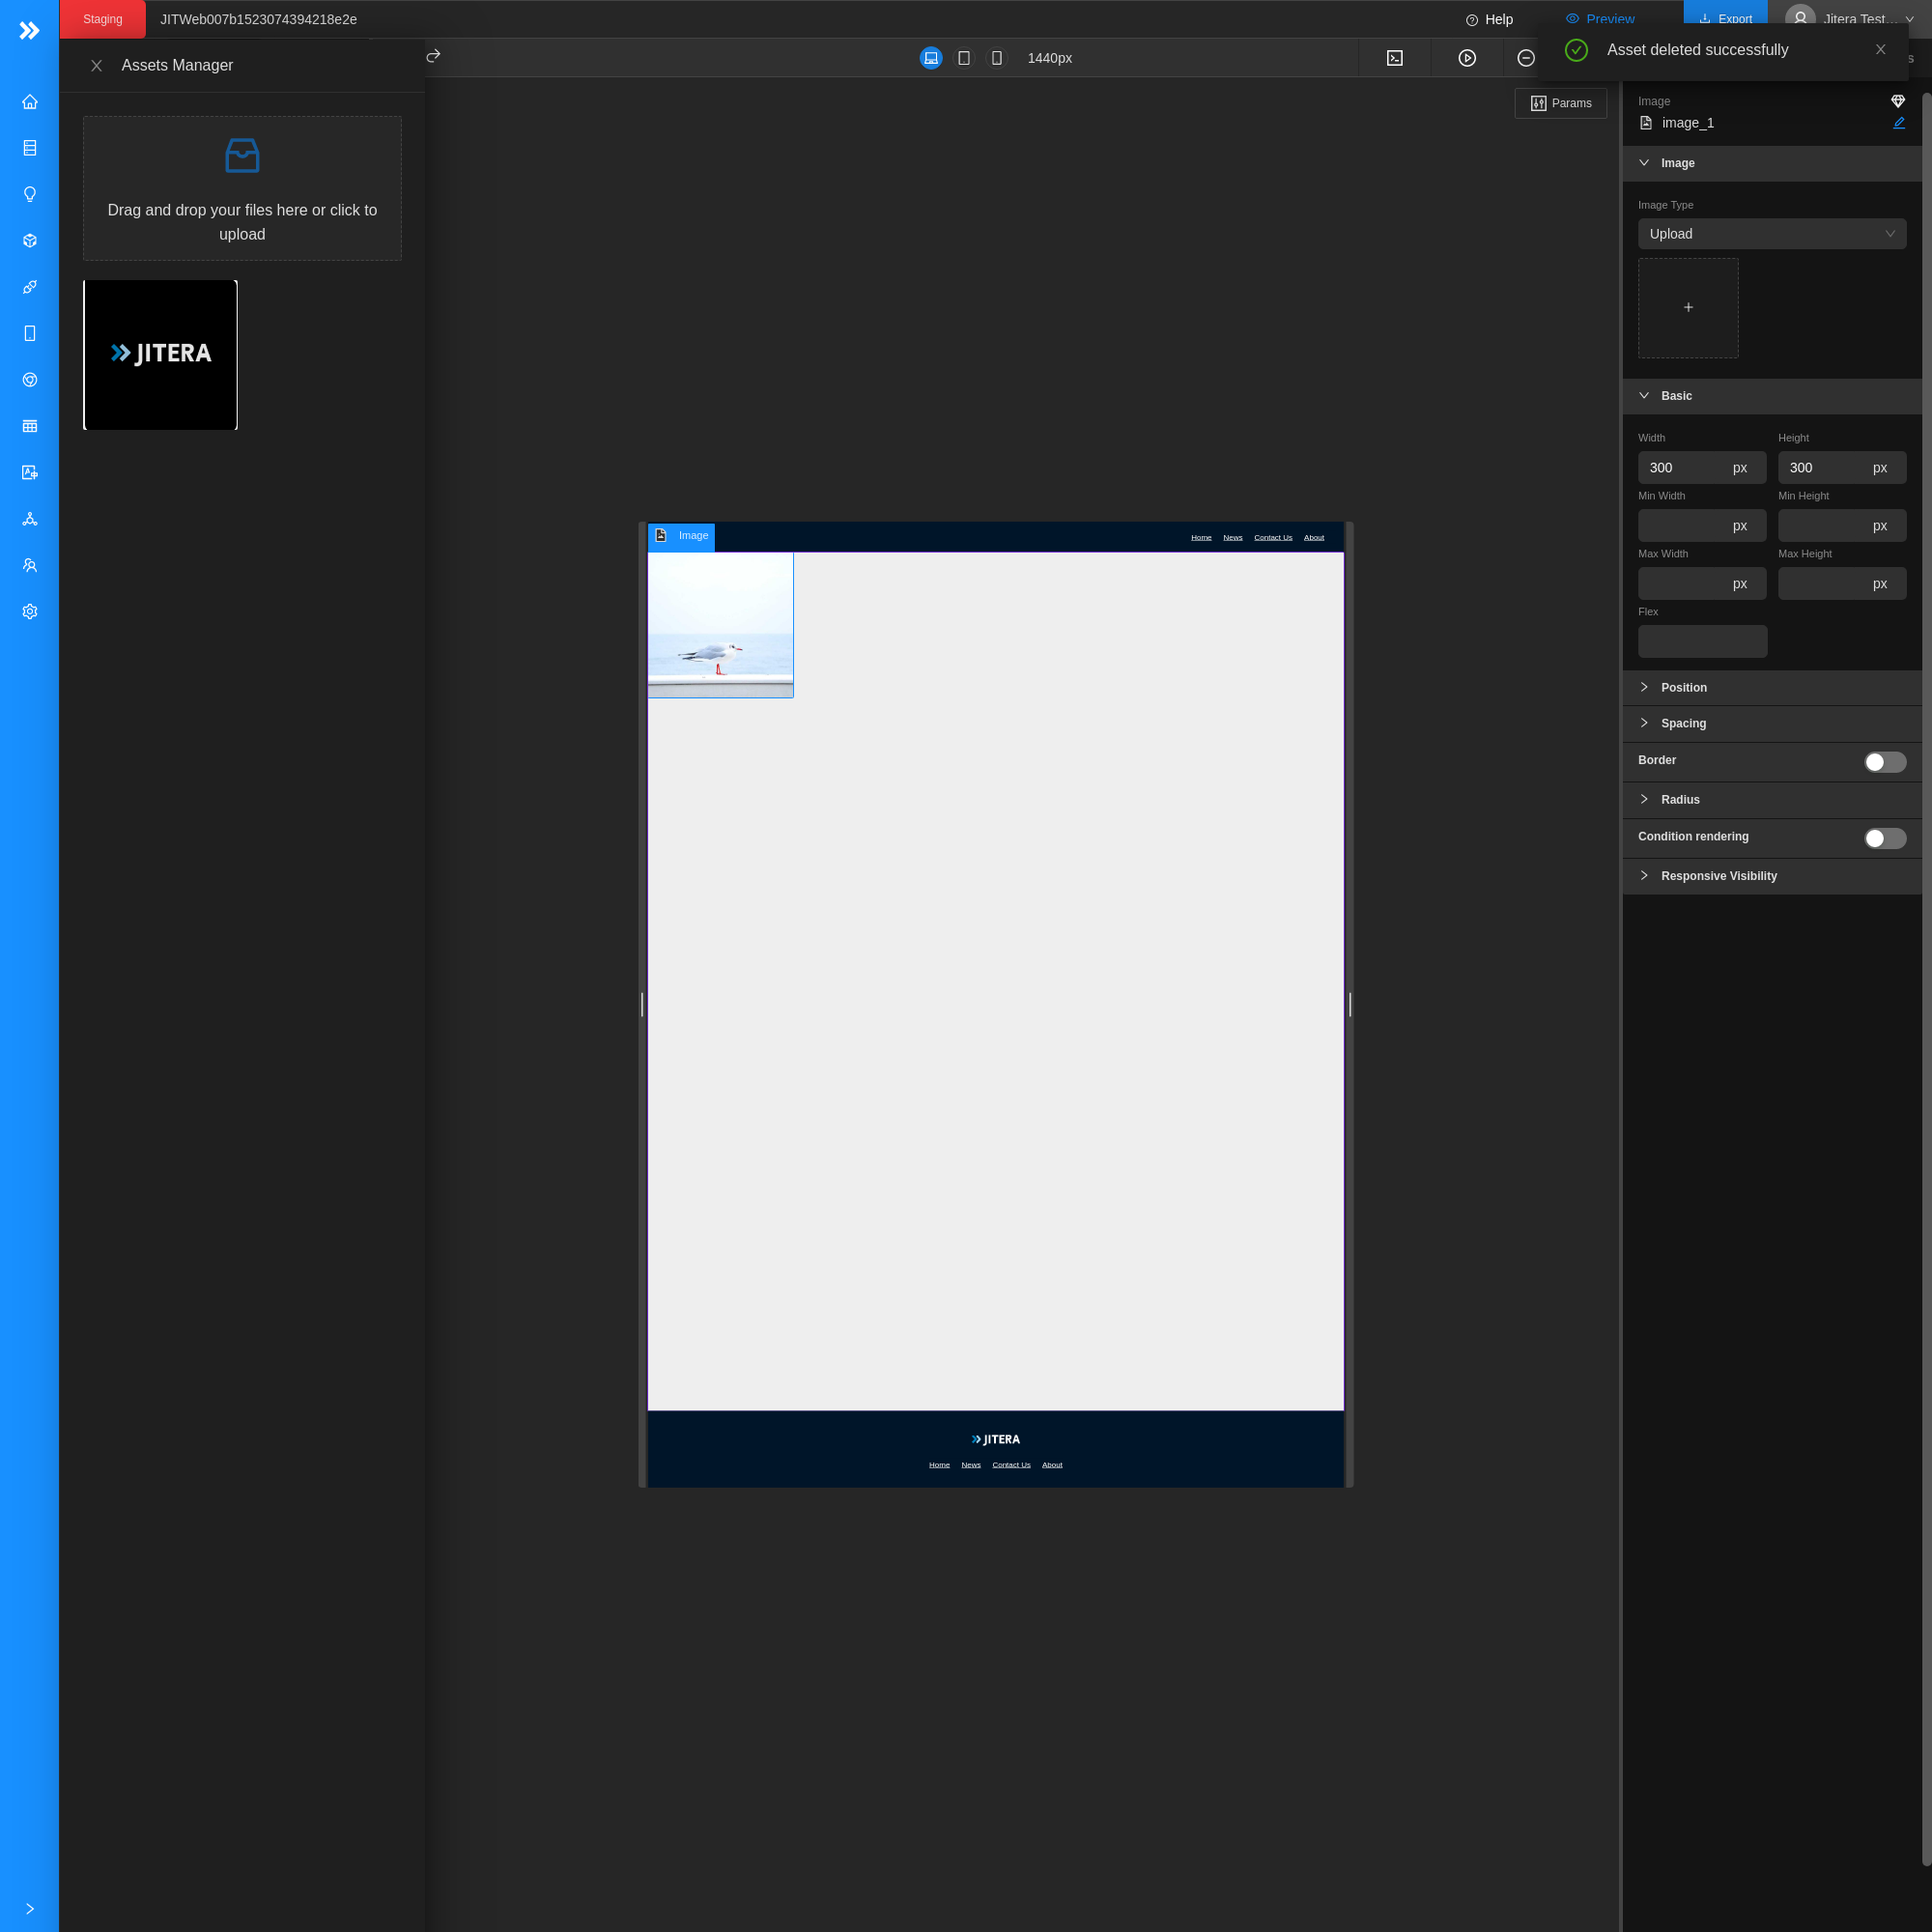 Staging
JITWeb007b1523074394218e2e
Help
Preview
Export
Jitera Test...
Asset deleted successfully
Assets Manager
1440px
Params
Drag and drop your files here or click to
upload
JITERA
Image
image_1
Image
Image Type
Upload
Basic
Width
Height
300 px
300 px
Min Width
Min Height
px
px
Max Width
Max Height
px
px
Flex
Position
Spacing
Border
Radius
Condition rendering
Responsive Visibility
Image
Home News Contact Us About
JITERA
Home News Contact Us About